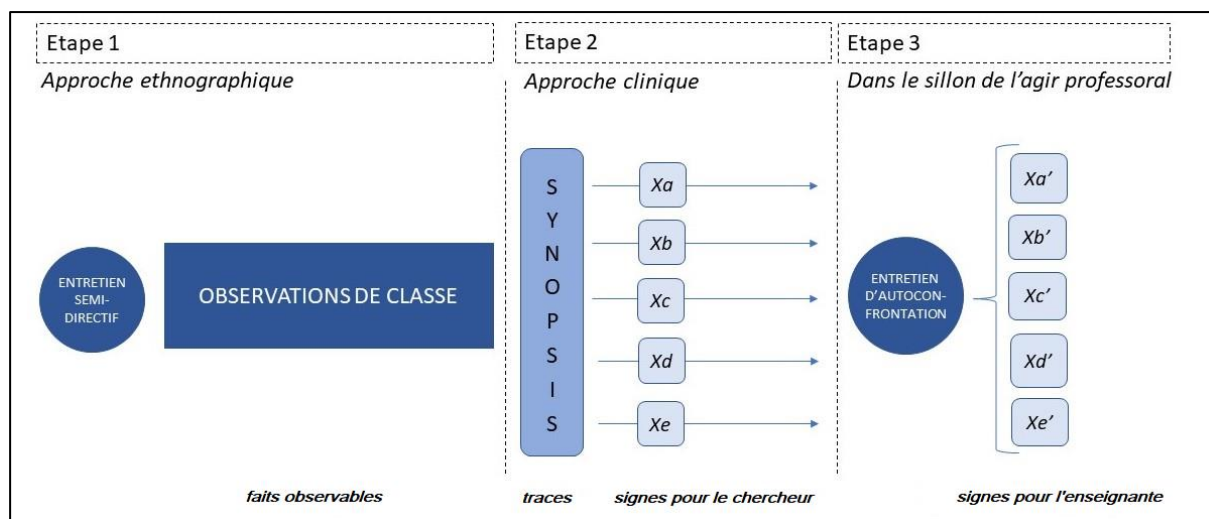 Etape 1
Approche ethnographique
ENTRETIEN
SEMI-
DIRECTIF
OBSERVATIONS DE CLASSE
faits observables
Etape 2
Approche clinique
S
Y
N
O
P
S
I
S
Xa
Xb
Xc
Xd
Xe
traces
signes pour le chercheur
Etape 3
Dans le sillon de l'agir professoral
ENTRETIEN
D'AUTOCON-
FRONTATION
Xa'
Xb'
Xc'
Xd'
Xe'
signes pour l'enseignante